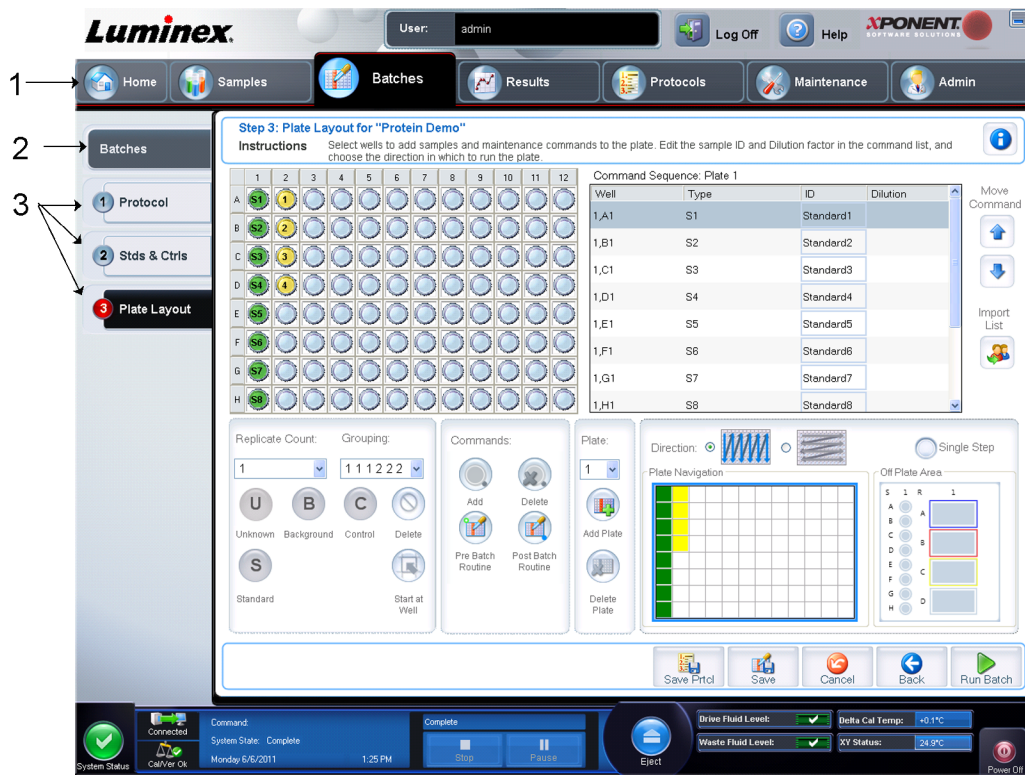 Luminex.
User: admin
Log Off
Help
XPONENT.
SOFTWARE SOLUTIONS
1
Home
Samples
Batches
Results
Protocols
Maintenance
Admin
2
Batches
3
1 Protocol
2 Stds & Ctrls
3 Plate Layout
Step 3: Plate Layout for "Protein Demo"
Instructions Select wells to add samples and maintenance commands to the plate. Edit the sample ID and Dilution factor in the command list, and
choose the direction in which to run the plate.
1 2 3 4 5 6 7 8 9 10 11 12
A S1 1
B S2 2
C S3 3
D S4 4
E S5
F S6
G S7
H S8
Command Sequence: Plate 1
Well Type ID Dilution
1,A1 S1 Standard1
1,B1 S2 Standard2
1,C1 S3 Standard3
1,D1 S4 Standard4
1,E1 S5 Standard5
1,F1 S6 Standard6
1,G1 S7 Standard7
1,H1 S8 Standard8
Move
Command
Import
List
Replicate Count: Grouping:
1 1 1 1 2 2 2
U B C
Unknown Background Control Delete
S
Standard Start at
Well
Commands:
Add Delete
Pre Batch
Routine
Post Batch
Routine
Plate:
1
Add Plate
Delete
Plate
Direction:
Single Step
Plate Navigation
Off Plate Area
S 1 R 1
A
B
C
D
E
F
G
H
A
B
C
D
Save Prtcl
Save
Cancel
Back
Run Batch
System Status
Connected
Cal/Ver Ok
Command:
System State: Complete
Monday 6/6/2011 1:25 PM
Complete
Stop
Pause
Eject
Drive Fluid Level:
Waste Fluid Level:
Delta Cal Temp: +0.1°C
XY Status: 24.9°C
Power Off